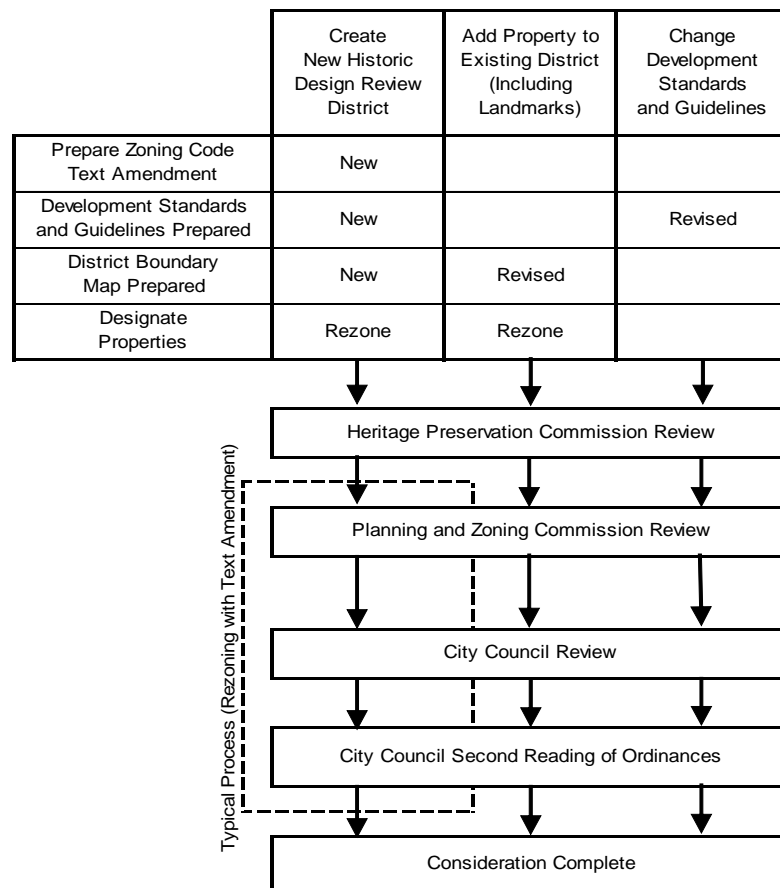 Create
New Historic
Design Review
District
Add Property to
Existing District
(Including
Landmarks)
Change
Development
Standards
and Guidelines
Prepare Zoning Code
Text Amendment
New
Development Standards
and Guidelines Prepared
New
Revised
District Boundary
Map Prepared
New
Revised
Designate
Properties
Rezone
Rezone
Heritage Preservation Commission Review
Typical Process (Rezoning with Text Amendment)
Planning and Zoning Commission Review
City Council Review
City Council Second Reading of Ordinances
Consideration Complete